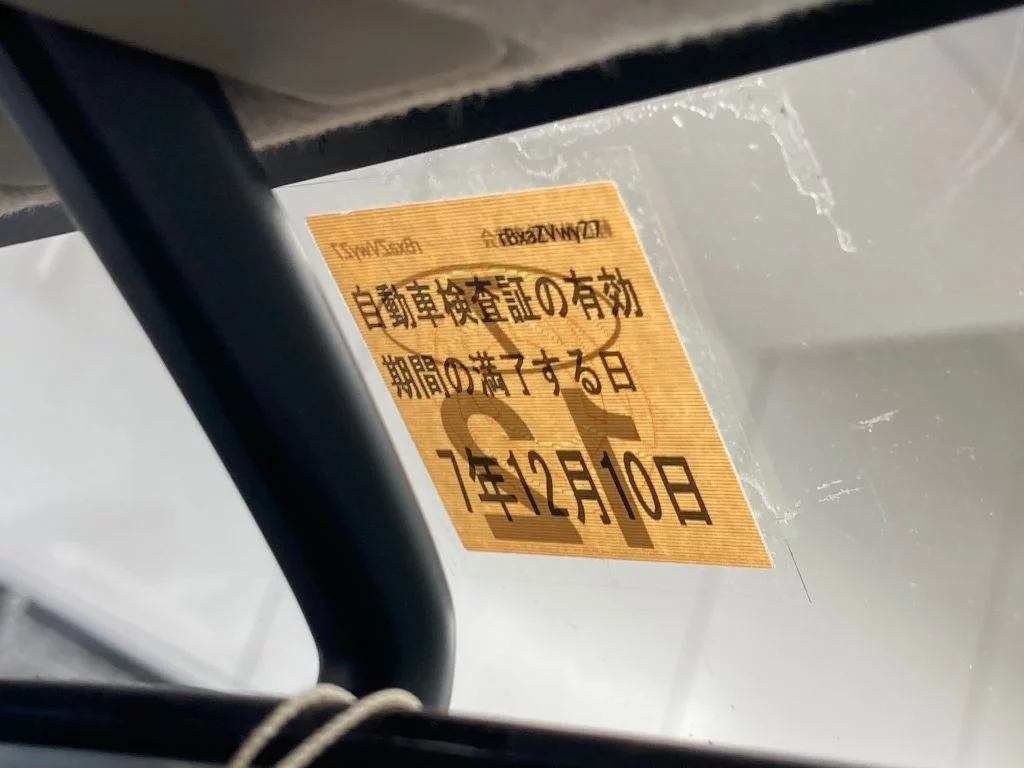 rBxaZVwyZ7
自動車検査証の有効
期間の満了する日
7年12月10日